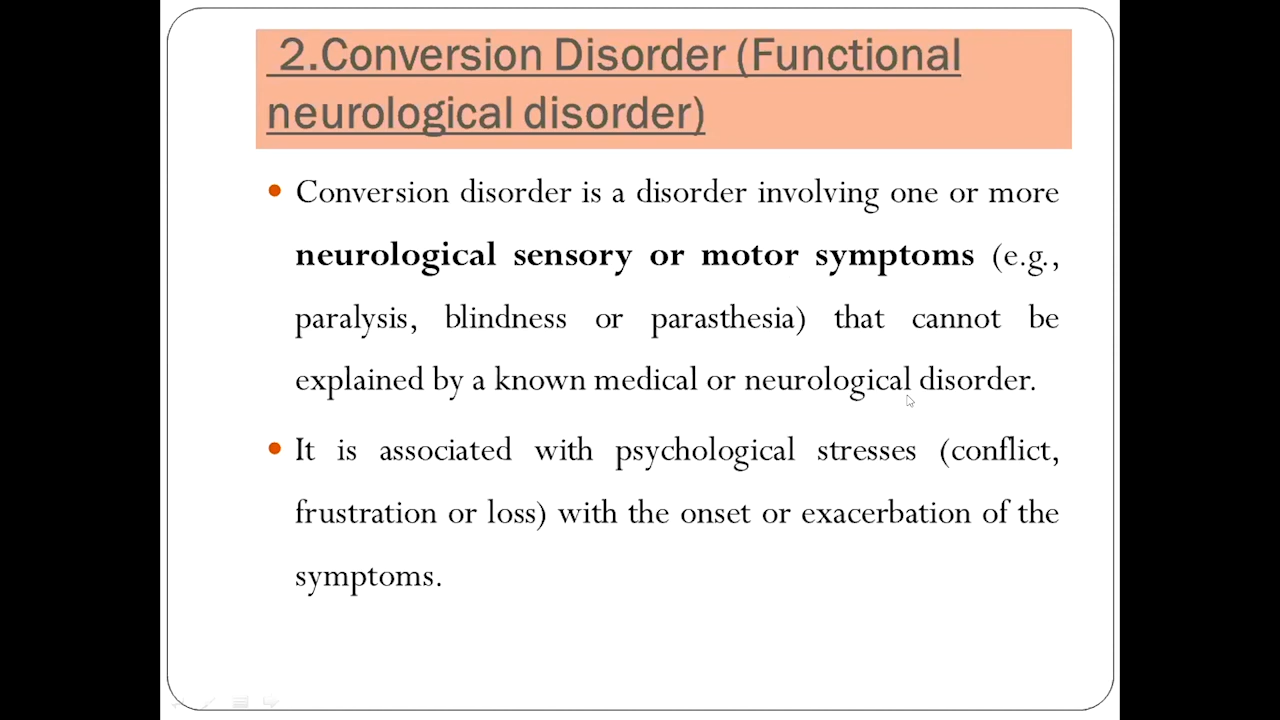 2.Conversion Disorder (Functional
neurological disorder)
• Conversion disorder is a disorder involving one or more
neurological sensory or motor symptoms (e.g.,
paralysis, blindness or parasthesia) that cannot be
explained by a known medical or neurological disorder.
• It is associated with psychological stresses (conflict,
frustration or loss) with the onset or exacerbation of the
symptoms.